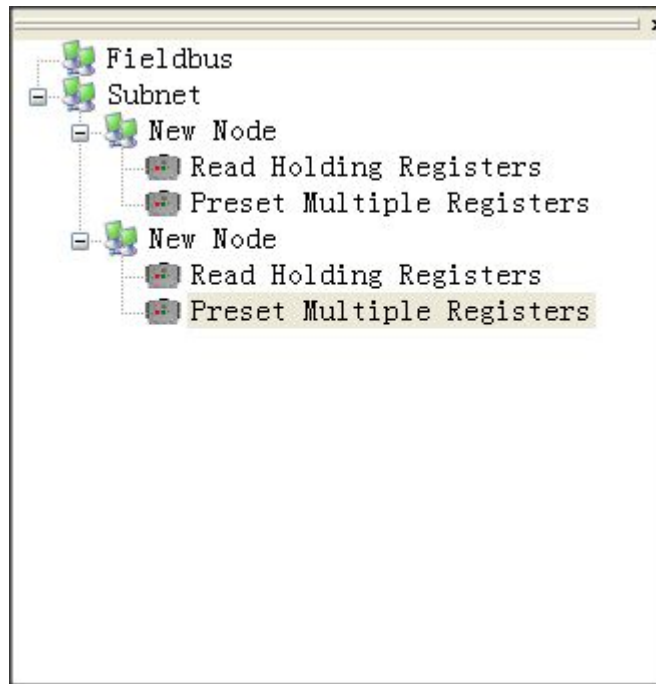 Fieldbus
Subnet
New Node
Read Holding Registers
Preset Multiple Registers
New Node
Read Holding Registers
Preset Multiple Registers